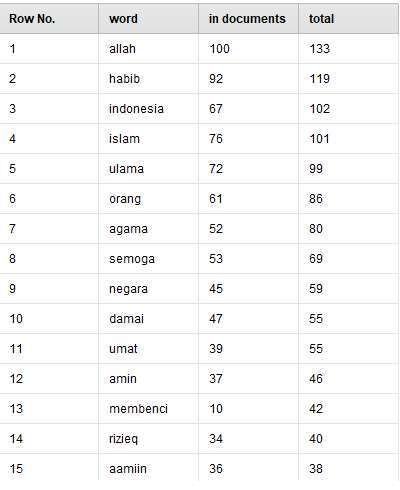 Row No. word in documents total
1 allah 100 133
2 habib 92 119
3 indonesia 67 102
4 islam 76 101
5 ulama 72 99
6 orang 61 86
7 agama 52 80
8 semoga 53 69
9 negara 45 59
10 damai 47 55
11 umat 39 55
12 amin 37 46
13 membenci 10 42
14 rizieq 34 40
15 aamiin 36 38